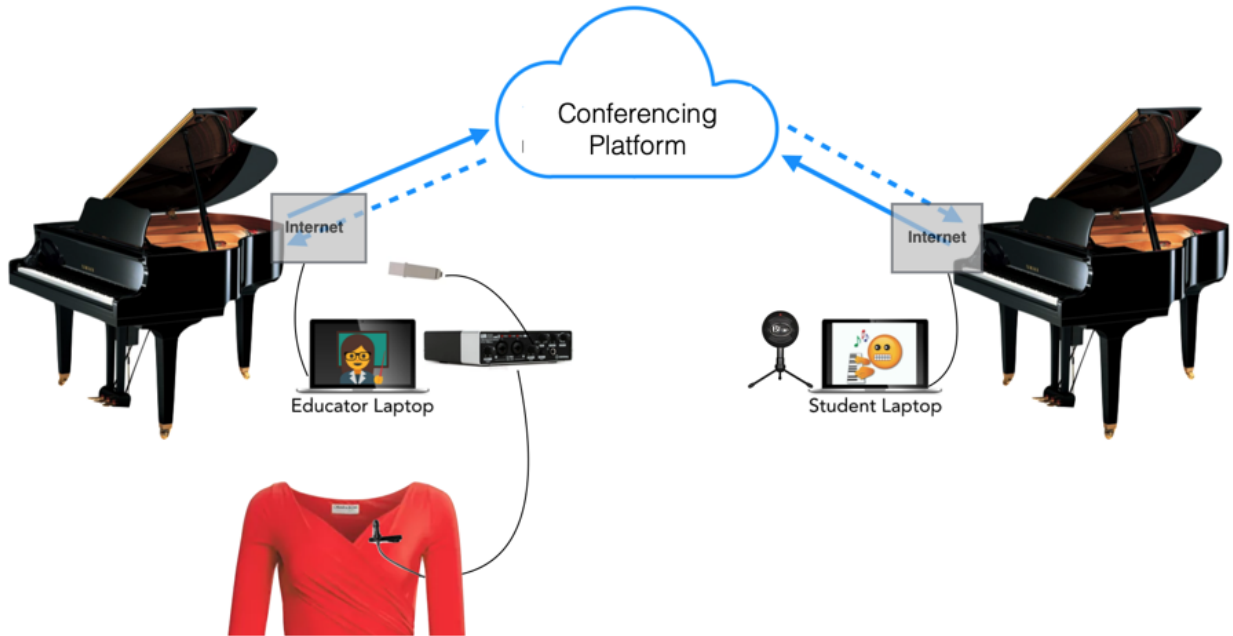 Conferencing
Platform
Internet
Internet
Educator Laptop
Student Laptop